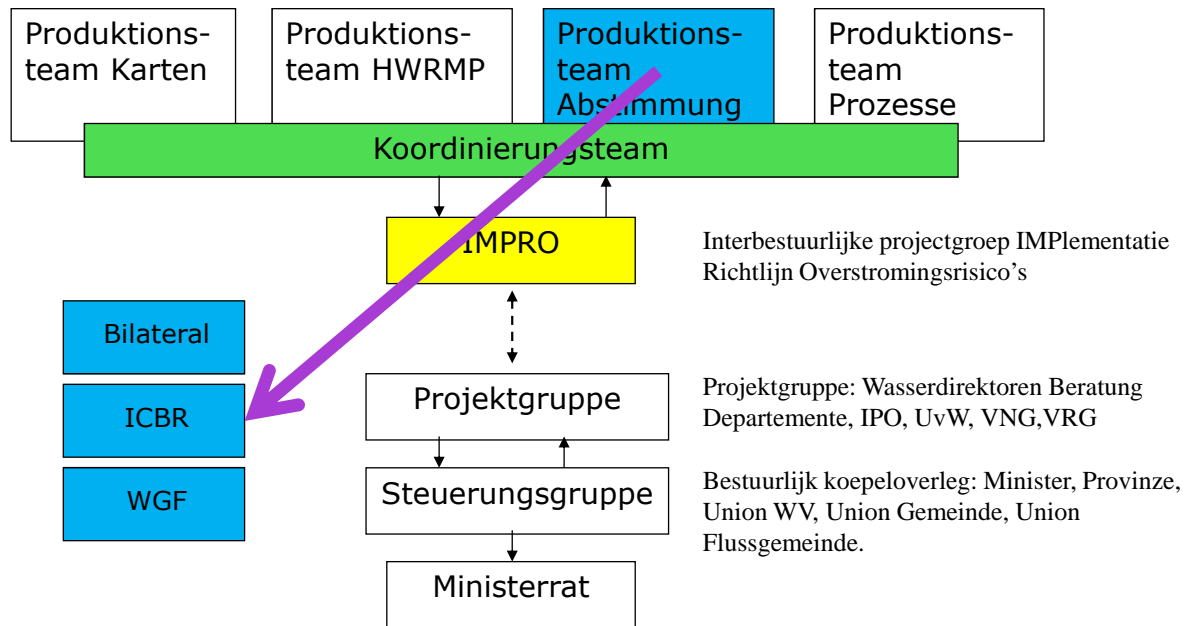 Produktions-
team Karten
Produktions-
team HWRMP
Produktions-
team
Abstimmung
Produktions-
team
Prozesse
Koordinierungsteam
IMPRO
Interbestuurlijke projectgroep IMPlementatie
Richtlijn Overstromingsrisico’s
Bilateral
ICBR
WGF
Projektgruppe
Projektgruppe: Wasserdirektoren Beratung
Departemente, IPO, UvW, VNG,VRG
Steuerungsgruppe
Bestuurlijk koepeloverleg: Minister, Provinze,
Union WV, Union Gemeinde, Union
Flussgemeinde.
Ministerrat